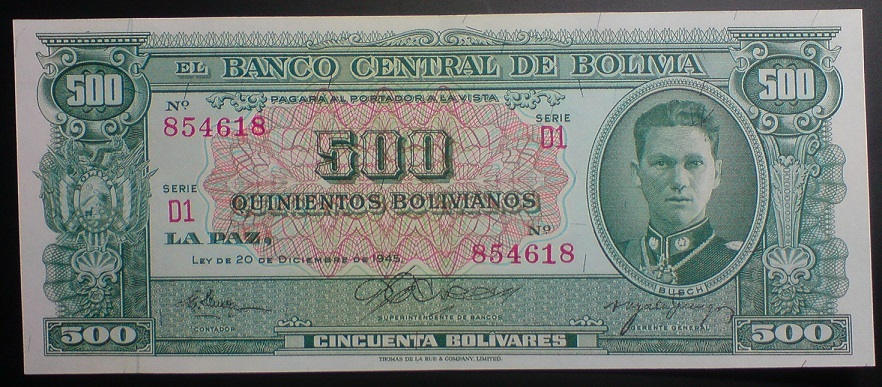 EL BANCO CENTRAL DE BOLIVIA
500
500
PAGARÁ AL PORTADOR A LA VISTA
Nº
854618
SERIE
D1
500
SERIE
D1
QUINIENTOS BOLIVIANOS
LA PAZ,
Nº
854618
LEY DE 20 DE DICIEMBRE DE 1945.
BUSCH
CONTADOR
SUPERINTENDENTE DE BANCOS
GERENTE GENERAL
500
CINCUENTA BOLÍVARES
500
THOMAS DE LA RUE & COMPANY, LIMITED.